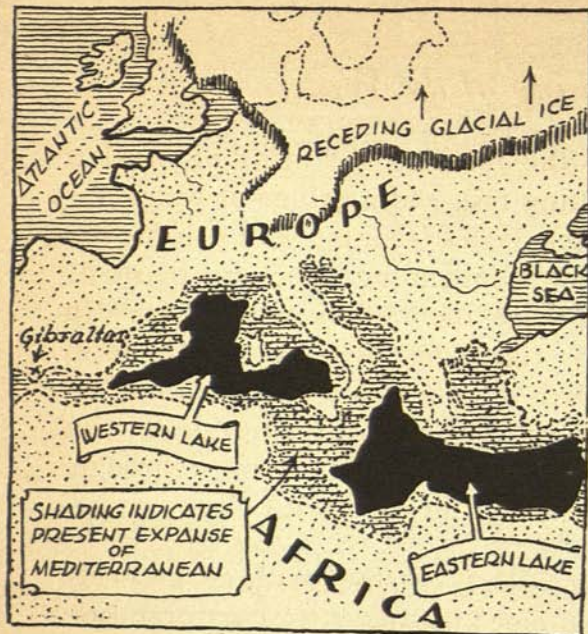 RECEDING GLACIAL ICE
ATLANTIC
OCEAN
EUROPE
BLACK
SEA
Gibraltar
WESTERN LAKE
SHADING INDICATES
PRESENT EXPANSE
OF
MEDITERRANEAN
AFRICA
EASTERN LAKE